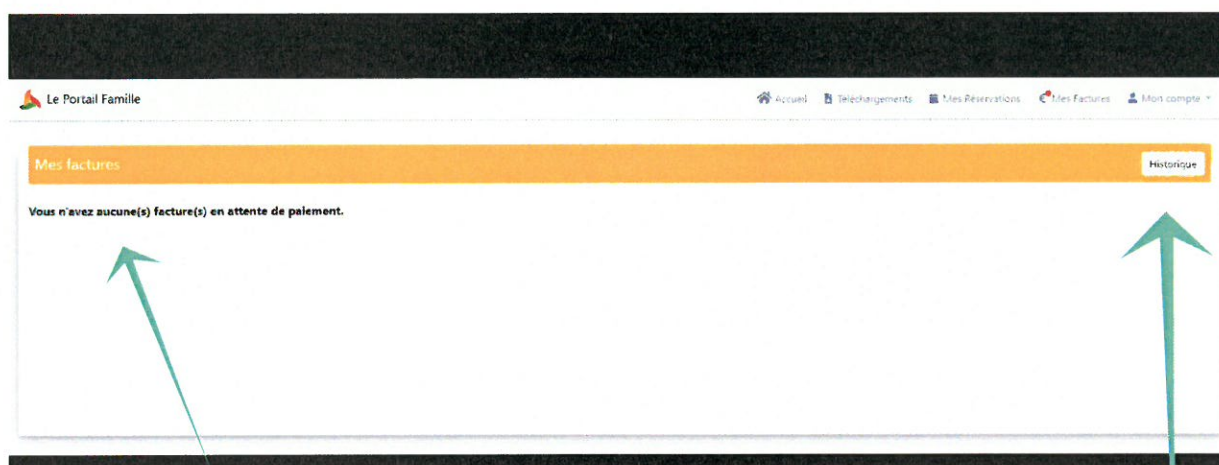 Le Portail Famille
Accueil Téléchargements Mes Réservations Mes Factures Mon compte
Mes factures
Historique
Vous n'avez aucune(s) facture(s) en attente de paiement.